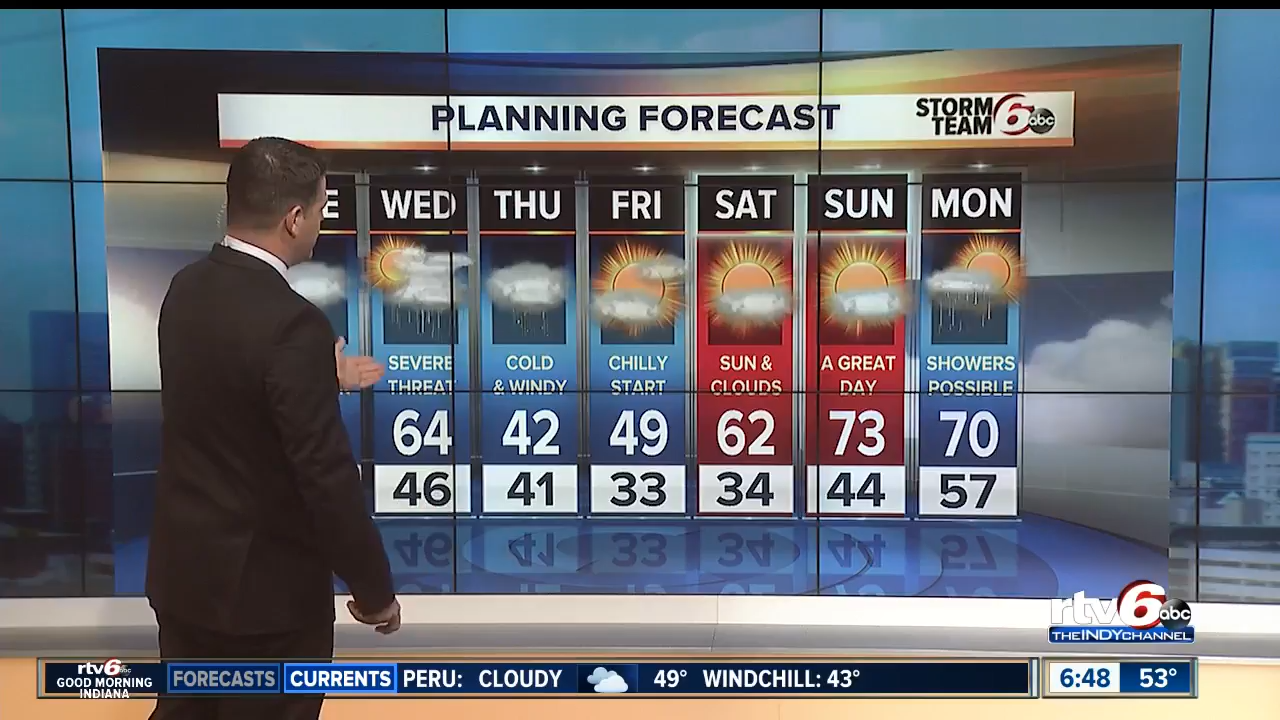 PLANNING FORECAST
STORM TEAM 6 abc
E WED THU FRI SAT SUN MON
SEVERE THREAT
COLD & WINDY
CHILLY START
SUN & CLOUDS
A GREAT DAY
SHOWERS POSSIBLE
64 42 49 62 73 70
46 41 33 34 44 57
rtv6 abc
THEINDYCHANNEL
rtv6 abc
GOOD MORNING
INDIANA
FORECASTS CURRENTS PERU: CLOUDY 49° WINDCHILL: 43°
6:48 53°